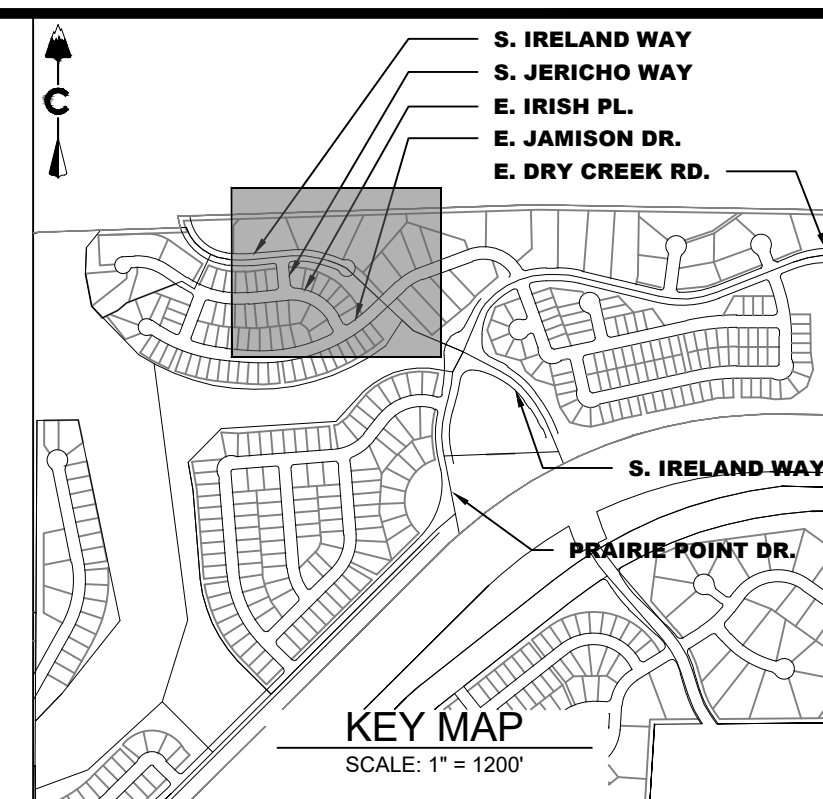 S. IRELAND WAY
S. JERICHO WAY
E. IRISH PL.
E. JAMISON DR.
E. DRY CREEK RD.
C
S. IRELAND WAY
PRAIRIE POINT DR.
KEY MAP
SCALE: 1" = 1200'